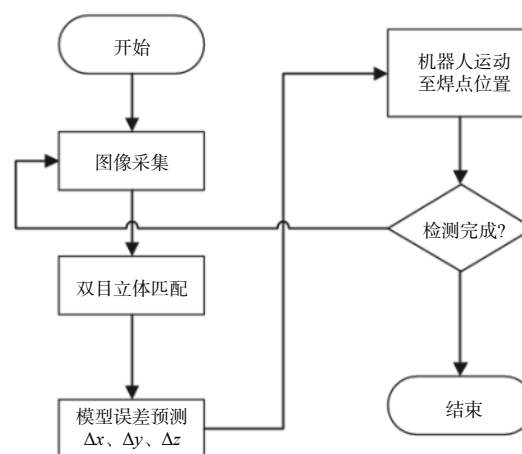 开始
图像采集
双目立体匹配
模型误差预测
Δx、Δy、Δz
机器人运动
至焊点位置
检测完成?
结束